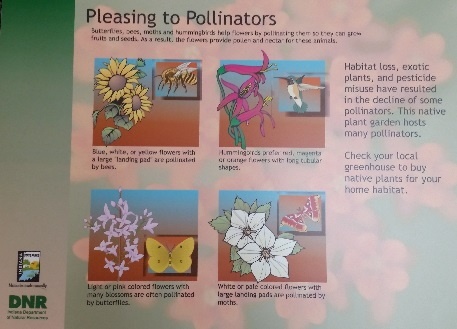 Pleasing to Pollinators
Butterflies, bees, moths and hummingbirds help flowers by pollinating them so they can grow
fruits and seeds. As a result, the flowers provide pollen and nectar for these animals.
Blue, white, or yellow flowers with
a large 'landing pad' are pollinated
by bees.
Hummingbirds prefer red, magenta
or orange flowers with long tubular
shapes.
Light or pink colored flowers with
many blossoms are often pollinated
by butterflies.
White or pale colored flowers with
large landing pads are pollinated by
moths.
Habitat loss, exotic
plants, and pesticide
misuse have resulted
in the decline of some
pollinators. This native
plant garden hosts
many pollinators.
Check your local
greenhouse to buy
native plants for your
home habitat.
DNR
Indiana Department
of Natural Resources